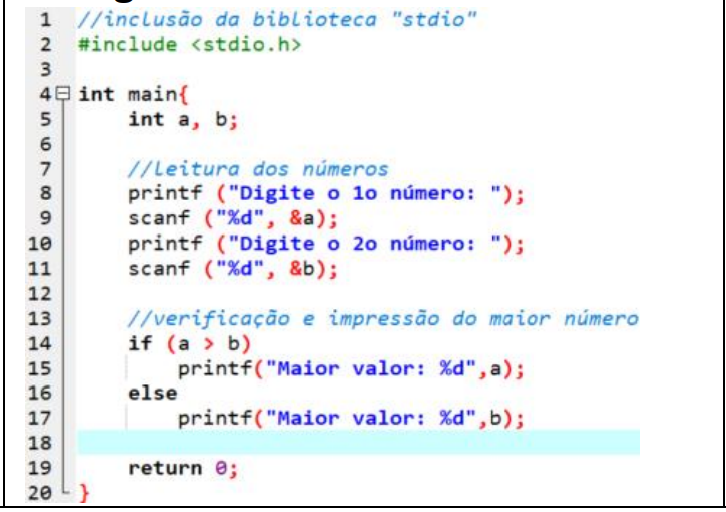 1 //inclusão da biblioteca "stdio"
2 #include <stdio.h>
3
4 int main{
5 int a, b;
6
7 //leitura dos números
8 printf ("Digite o 1o número: ");
9 scanf ("%d", &a);
10 printf ("Digite o 2o número: ");
11 scanf ("%d", &b);
12
13 //verificação e impressão do maior número
14 if (a > b)
15 printf("Maior valor: %d",a);
16 else
17 printf("Maior valor: %d",b);
18
19 return 0;
20 }